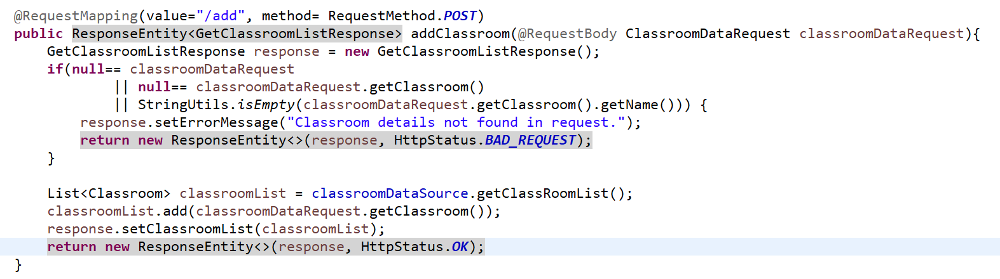 @RequestMapping(value="/add", method= RequestMethod.POST)
public ResponseEntity<GetClassroomListResponse> addClassroom(@RequestBody ClassroomDataRequest classroomDataRequest){
    GetClassroomListResponse response = new GetClassroomListResponse();
    if(null== classroomDataRequest
            || null== classroomDataRequest.getClassroom()
            || StringUtils.isEmpty(classroomDataRequest.getClassroom().getName())) {
        response.setErrorMessage("Classroom details not found in request.");
        return new ResponseEntity<>(response, HttpStatus.BAD_REQUEST);
    }

    List<Classroom> classroomList = classroomDataSource.getClassRoomList();
    classroomList.add(classroomDataRequest.getClassroom());
    response.setClassroomList(classroomList);
    return new ResponseEntity<>(response, HttpStatus.OK);
}